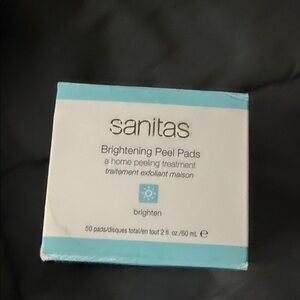 sanitas
Brightening Peel Pads
a home peeling treatment
traitement exfoliant maison
brighten
50 pads/disques total/en tout 2 fl. oz./60 mL ℮